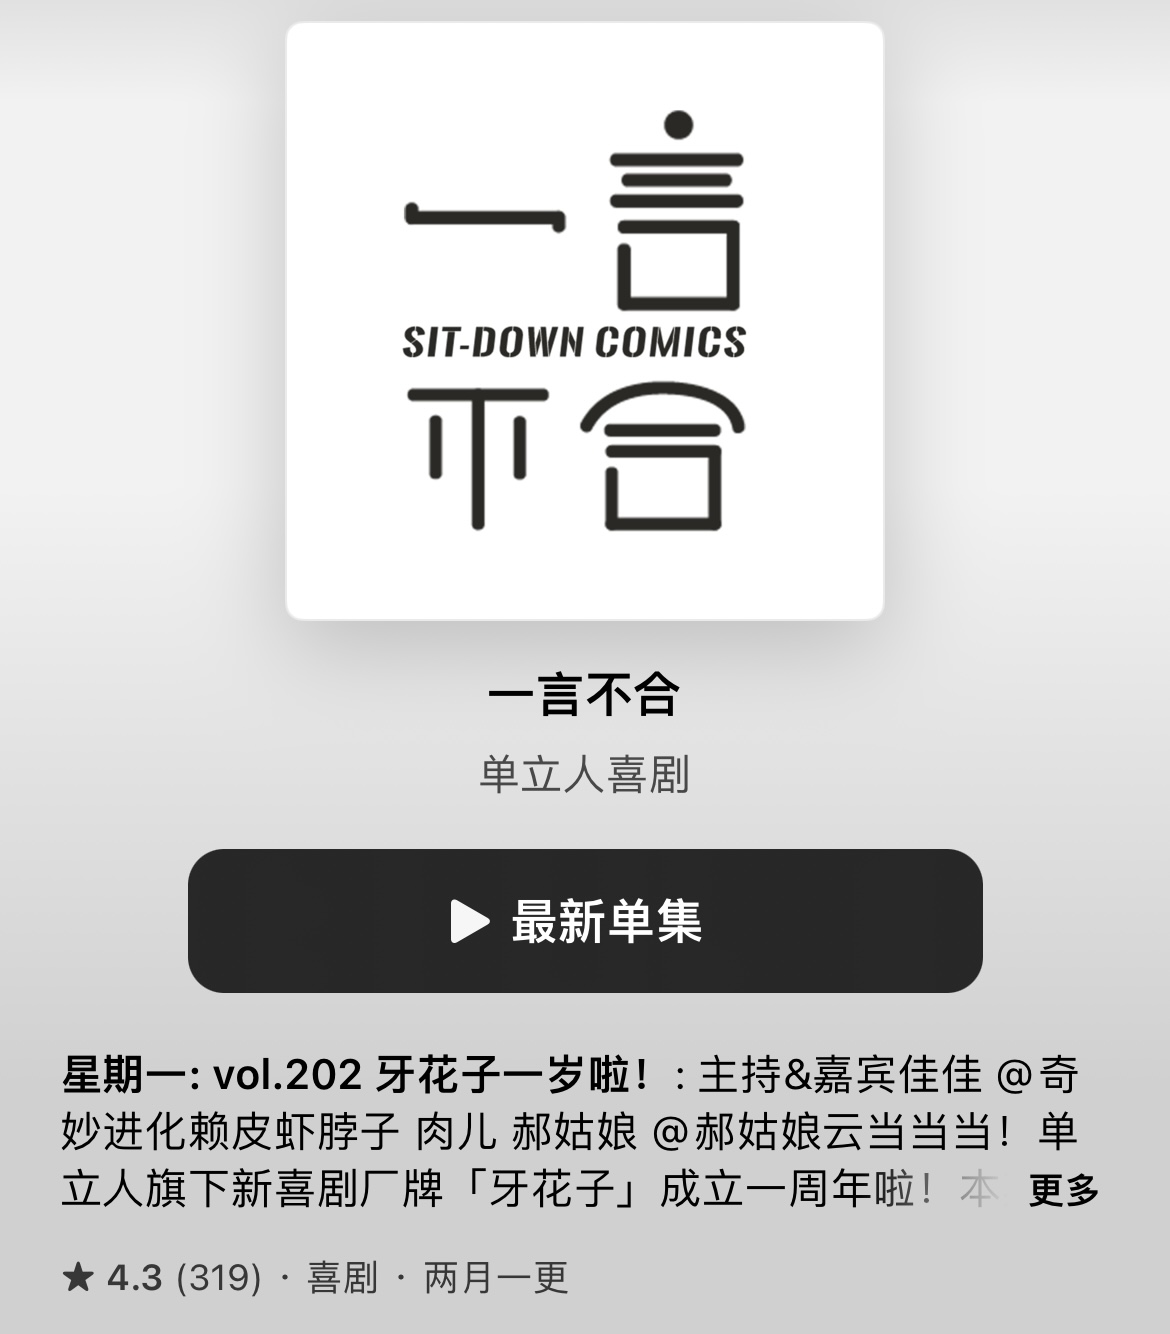 一言
SIT-DOWN COMICS
不合
一言不合
单立人喜剧
最新单集
星期一: vol.202 牙花子一岁啦！: 主持&嘉宾佳佳 @奇
妙进化赖皮虾脖子 肉儿 郝姑娘 @郝姑娘云当当当！单
立人旗下新喜剧厂牌「牙花子」成立一周年啦！本 更多
★ 4.3 (319) · 喜剧 · 两月一更